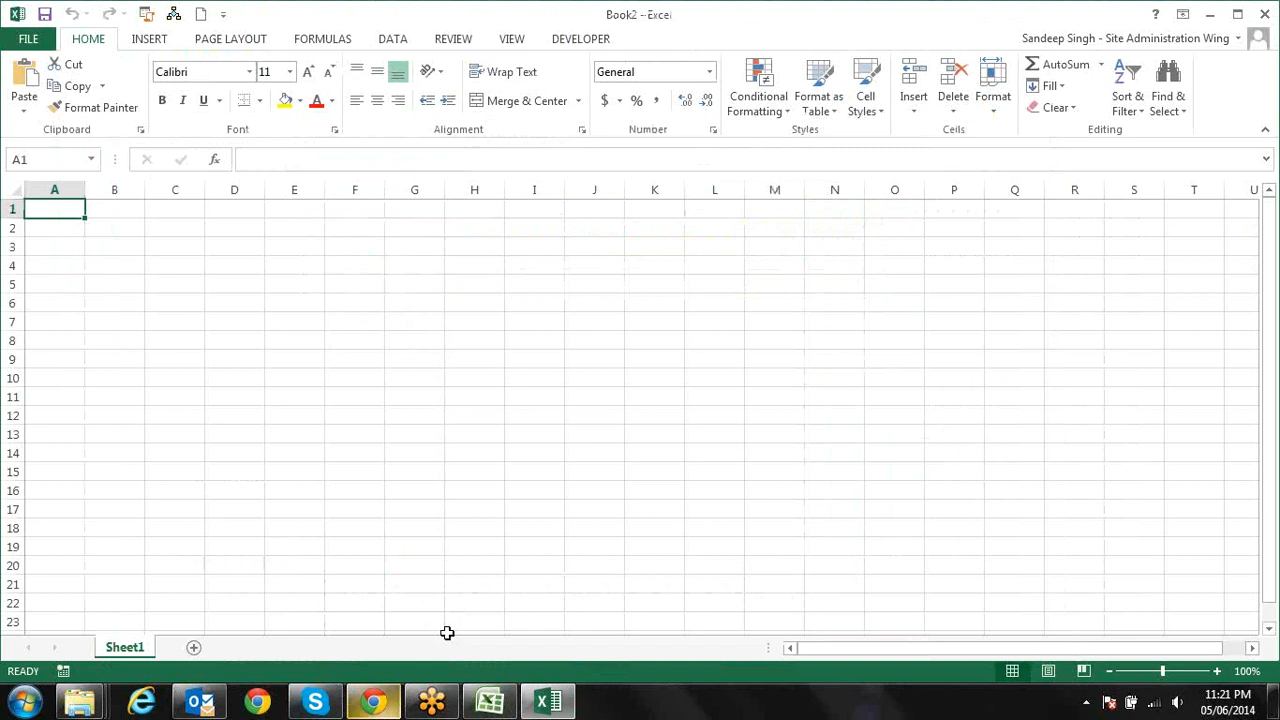 Book2 - Excel
FILE HOME INSERT PAGE LAYOUT FORMULAS DATA REVIEW VIEW DEVELOPER Sandeep Singh - Site Administration Wing
Cut Calibri 11 Wrap Text General AutoSum
Paste Copy Conditional Formatting Format as Table Cell Styles Insert Delete Format Fill Sort & Filter Find & Select
Format Painter B I U A Merge & Center $ % , Clear
Clipboard Font Alignment Number Styles Cells Editing
A1 fx
A B C D E F G H I J K L M N O P Q R S T U
1
2
3
4
5
6
7
8
9
10
11
12
13
14
15
16
17
18
19
20
21
22
23
Sheet1
READY 100%
11:21 PM
05/06/2014